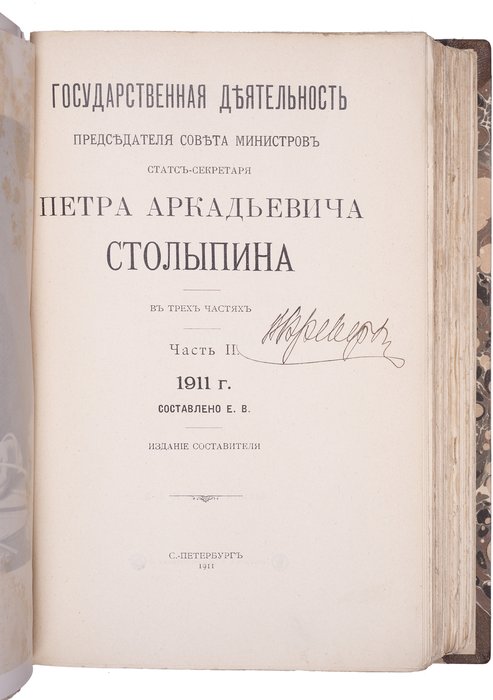 ГОСУДАРСТВЕННАЯ ДѢЯТЕЛЬНОСТЬ
ПРЕДСѢДАТЕЛЯ СОВѢТА МИНИСТРОВЪ
СТАТСЪ-СЕКРЕТАРЯ
ПЕТРА АРКАДЬЕВИЧА
СТОЛЫПИНА
ВЪ ТРЕХЪ ЧАСТЯХЪ
Часть II.
1911 г.
СОСТАВЛЕНО Е. В.
ИЗДАНІЕ СОСТАВИТЕЛЯ
С.-ПЕТЕРБУРГЪ
1911